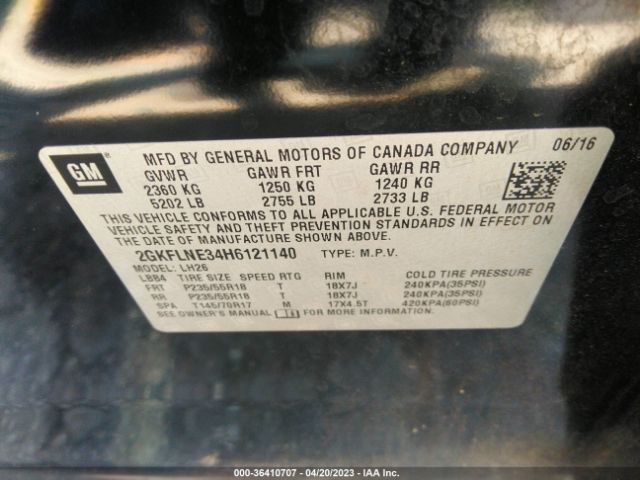 GM
MFD BY GENERAL MOTORS OF CANADA COMPANY 06/16
GVWR GAWR FRT GAWR RR
2360 KG 1250 KG 1240 KG
5202 LB 2755 LB 2733 LB
THIS VEHICLE CONFORMS TO ALL APPLICABLE U.S. FEDERAL MOTOR
VEHICLE SAFETY AND THEFT PREVENTION STANDARDS IN EFFECT ON
THE DATE OF MANUFACTURE SHOWN ABOVE.
2GKFLNE34H6121140 TYPE: M.P.V.
MODEL: LH26
LBB4 TIRE SIZE SPEED RTG RIM COLD TIRE PRESSURE
FRT P235/55R18 T 18X7J 240KPA(35PSI)
RR P235/55R18 T 18X7J 240KPA(35PSI)
SPA T145/70R17 M 17X4.5T 420KPA(60PSI)
SEE OWNER'S MANUAL FOR MORE INFORMATION
000-36410707 - 04/20/2023 - IAA Inc.